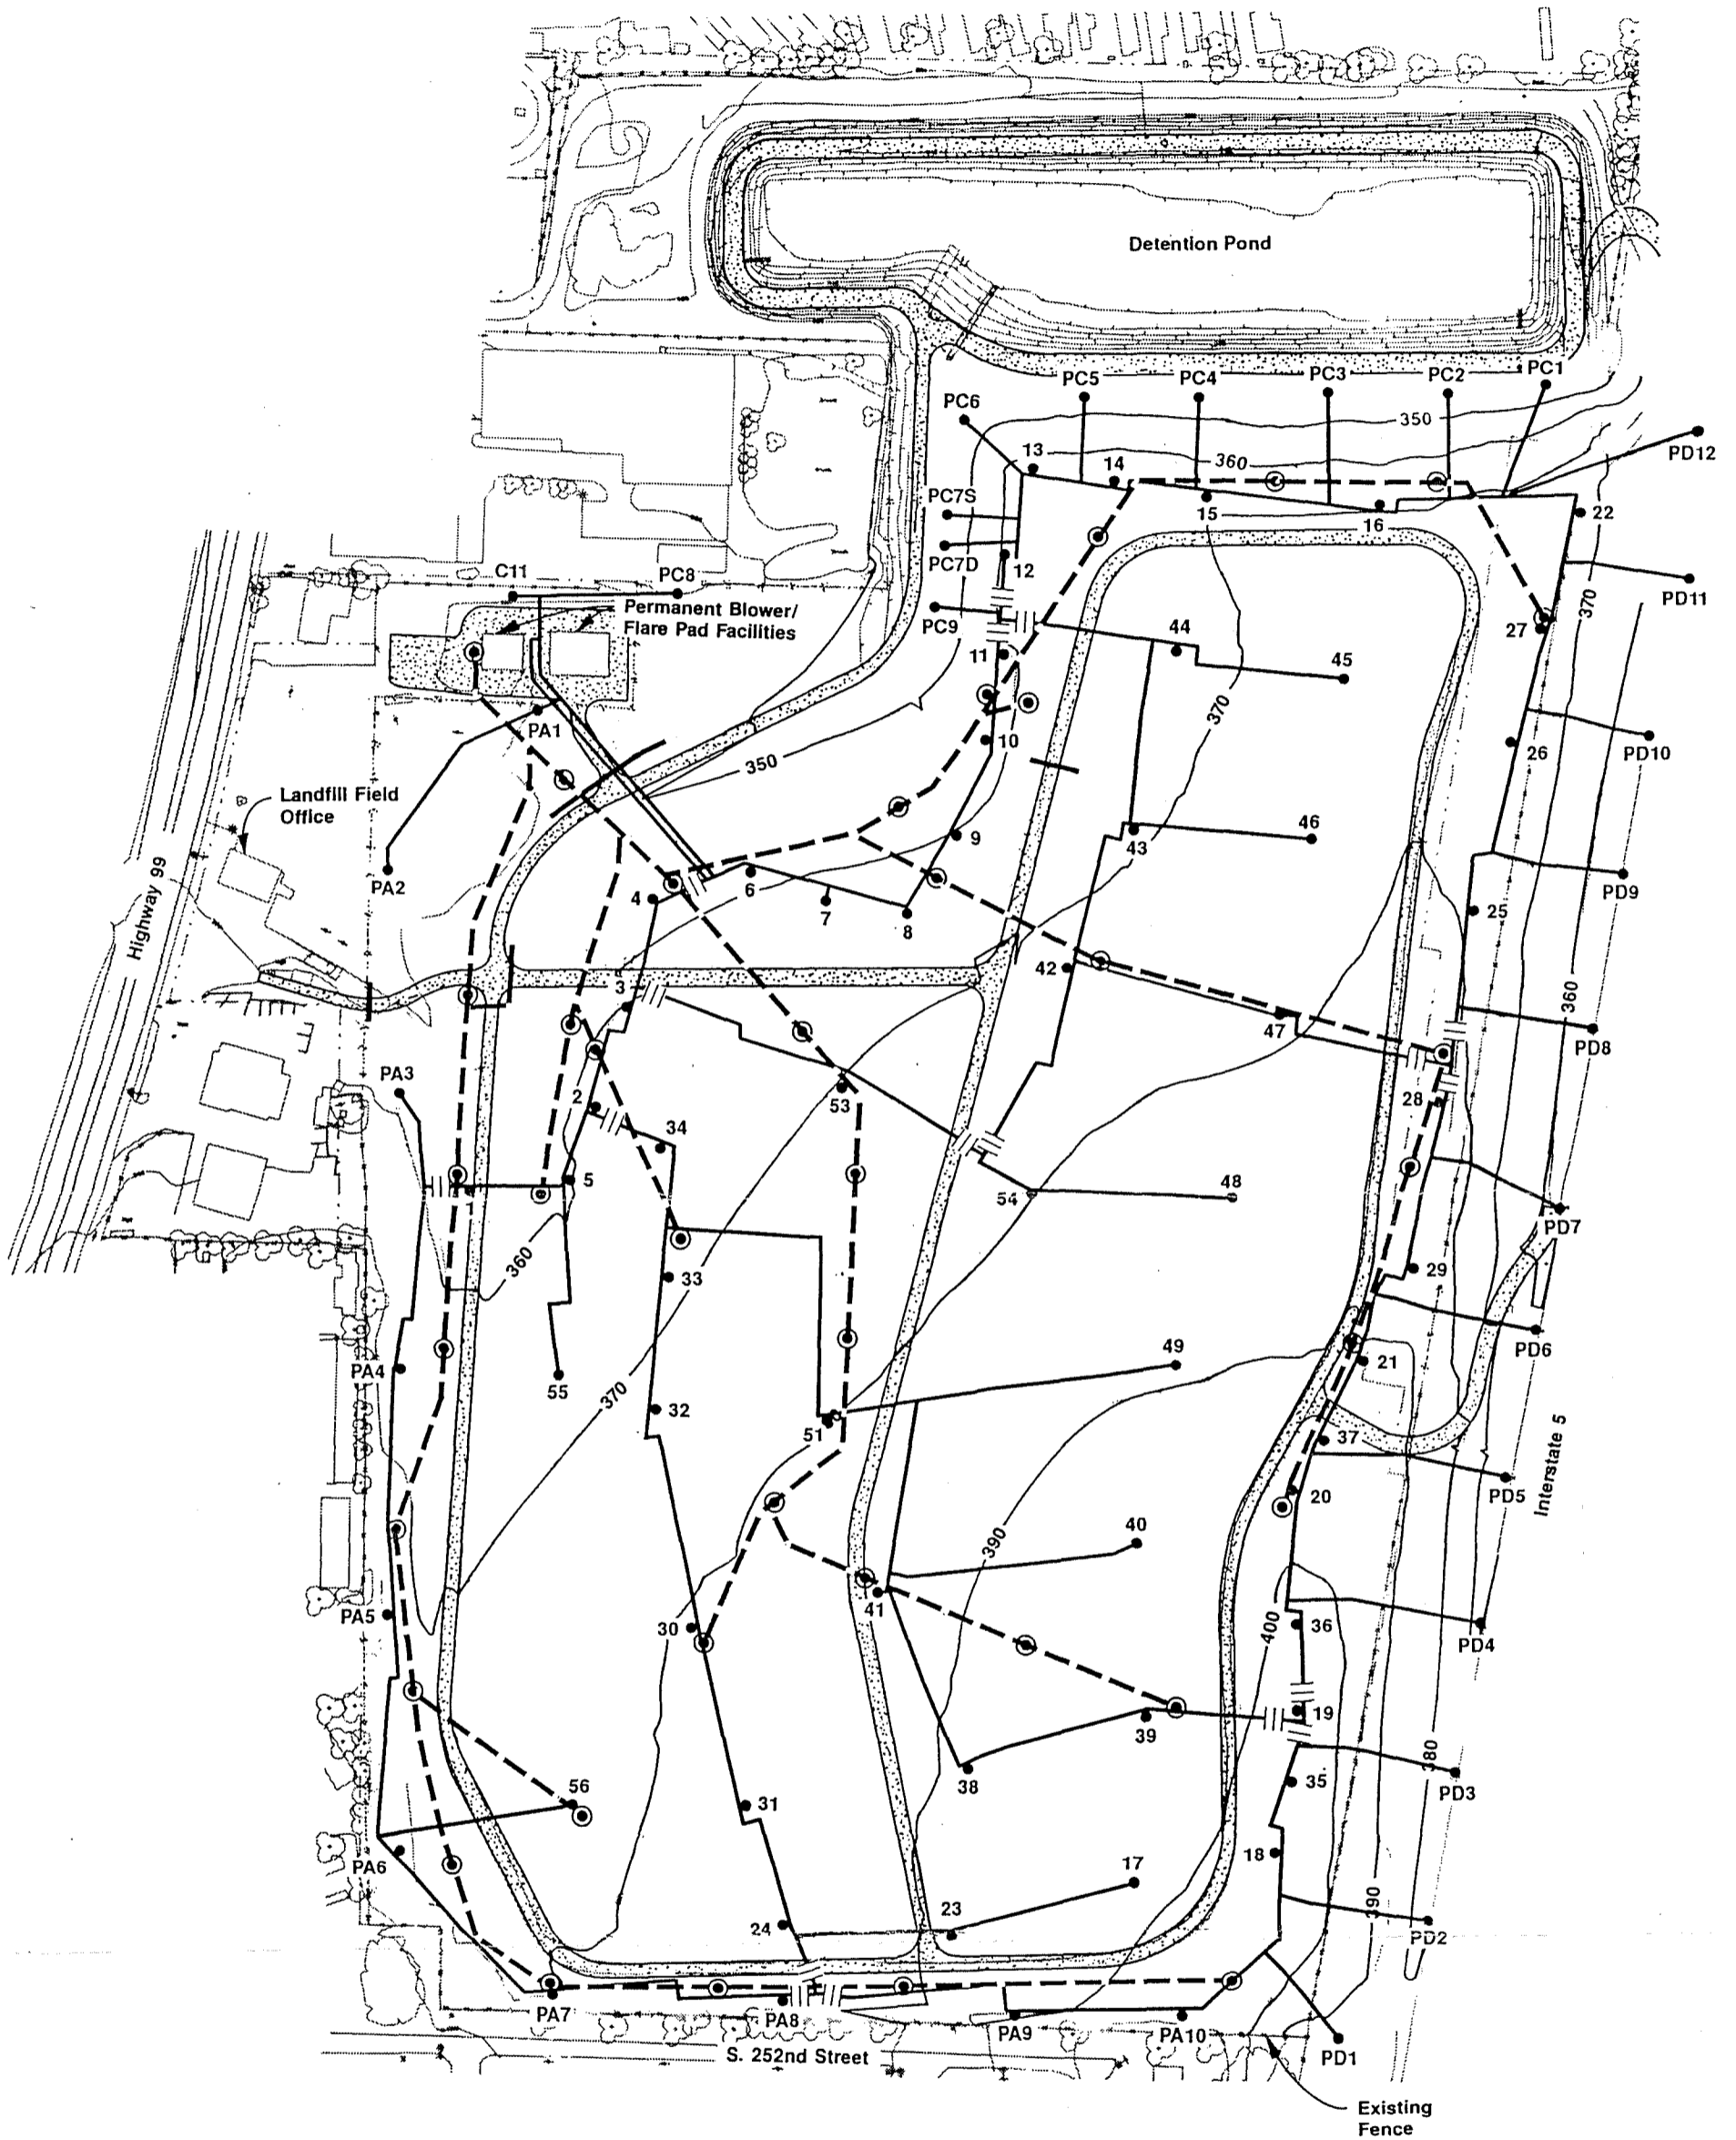 Detention Pond
PC1
PC2
PC3
PC4
PC5
PC6
350
PD12
13
14
360
PC7S
15
16
22
PC7D
12
C11
PC8
370
PD11
Permanent Blower/
Flare Pad Facilities
PC9
27
44
11
45
370
PA1
10
26
PD10
350
Landfill Field
Office
46
9
43
Highway 99
PA2
6
PD9
4
7
25
8
42
3
360
47
PD8
PA3
28
2
53
34
5
48
1
54
PD7
360
33
29
49
PD6
21
PA4
55
370
32
51
37
Interstate 5
PD5
20
40
390
PA5
41
30
400
36
PD4
19
39
380
56
38
35
PD3
31
PA6
18
17
390
23
24
PD2
PA7
PA8
PA9
PA10
PD1
S. 252nd Street
Existing
Fence